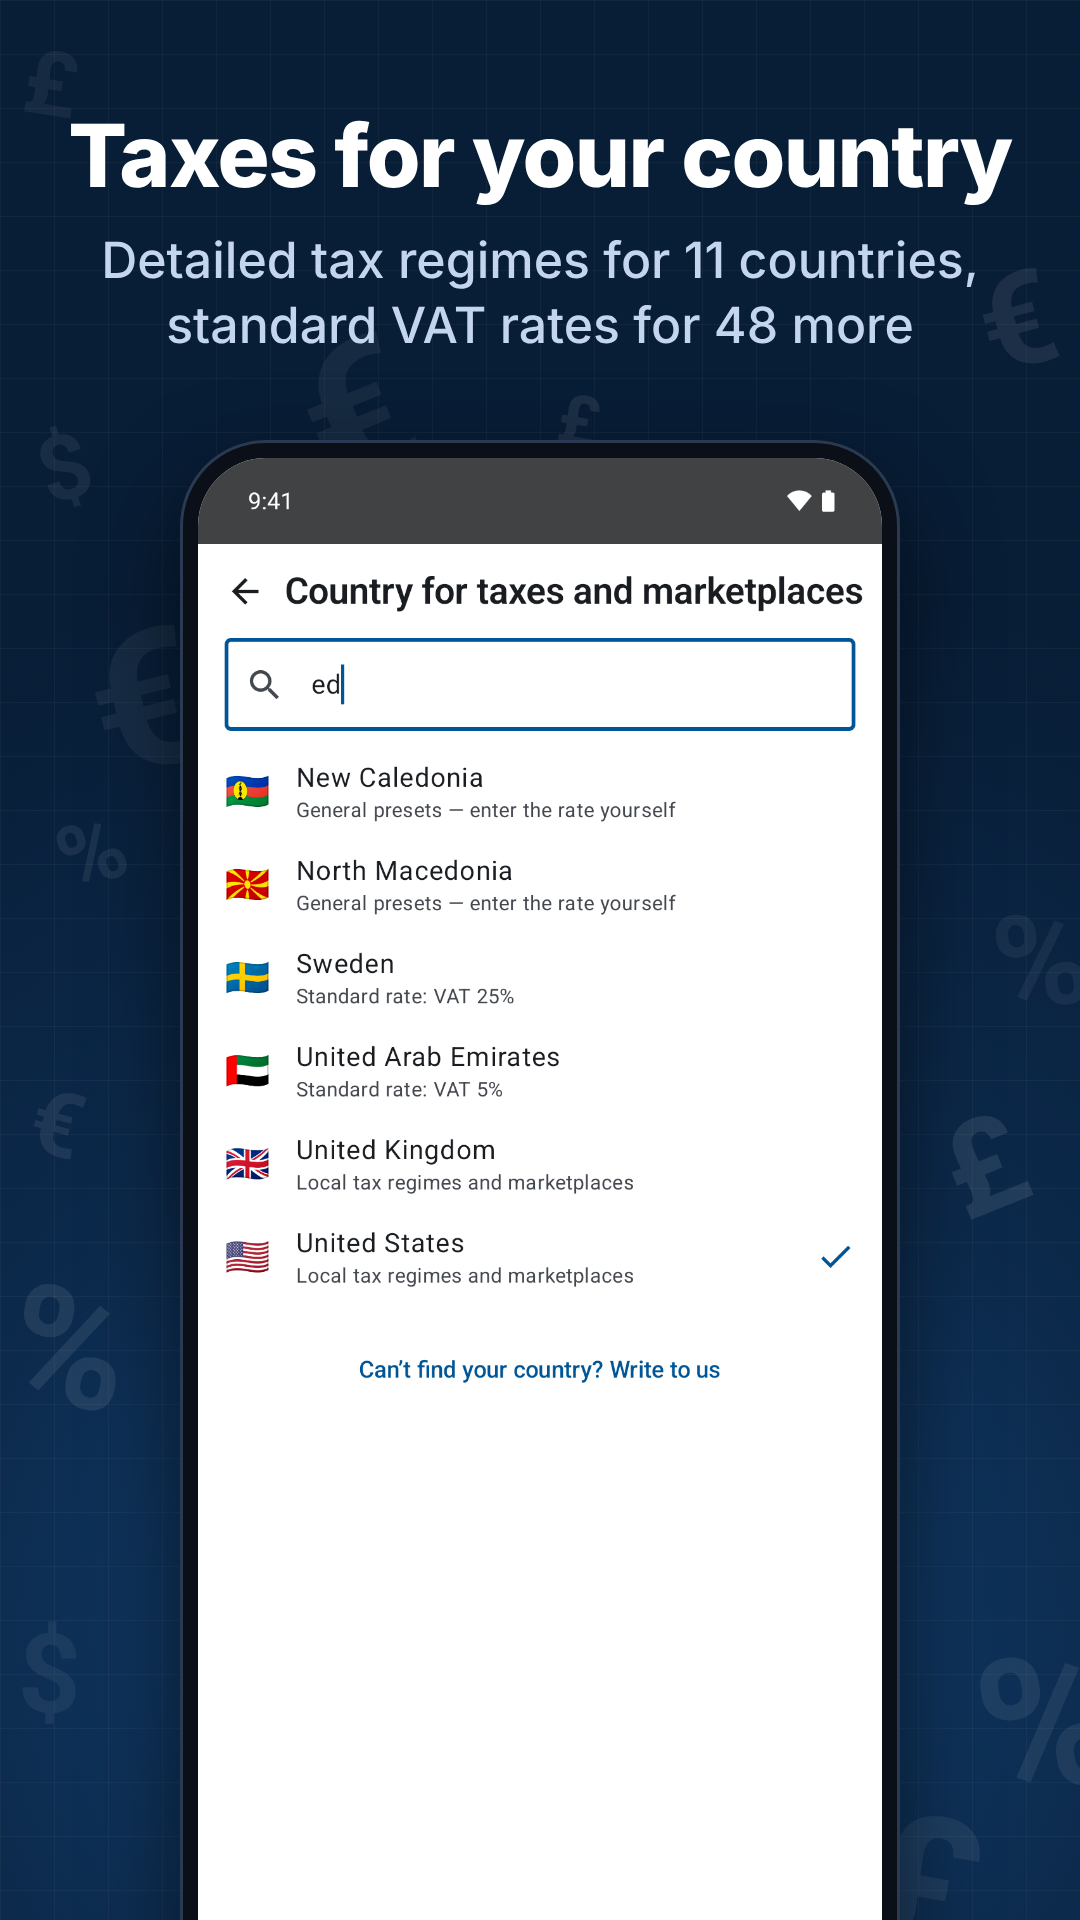 Taxes for your country
Detailed tax regimes for 11 countries,
standard VAT rates for 48 more
9:41
Country for taxes and marketplaces
ed
New Caledonia
General presets — enter the rate yourself
North Macedonia
General presets — enter the rate yourself
Sweden
Standard rate: VAT 25%
United Arab Emirates
Standard rate: VAT 5%
United Kingdom
Local tax regimes and marketplaces
United States
Local tax regimes and marketplaces
Can’t find your country? Write to us